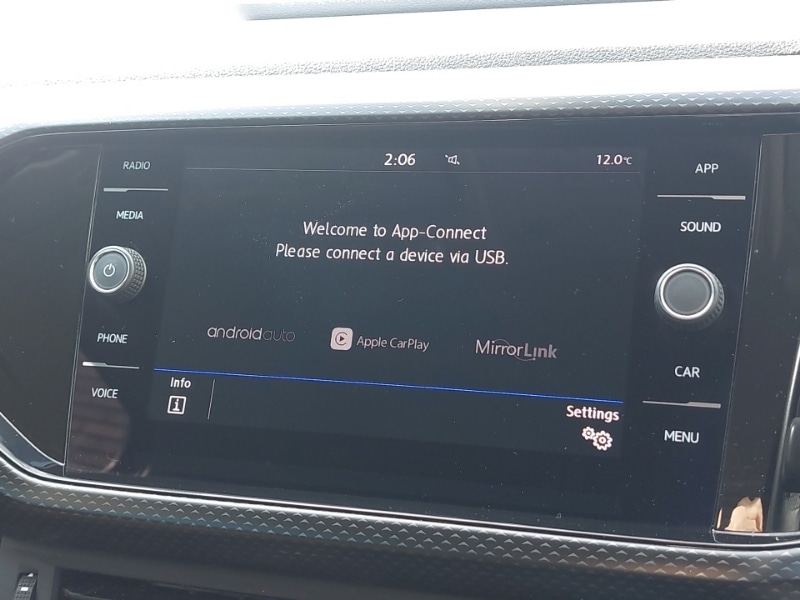 RADIO
MEDIA
PHONE
VOICE
2:06 12.0°C
Welcome to App-Connect
Please connect a device via USB.
androidauto Apple CarPlay MirrorLink
Info
i
Settings
APP
SOUND
CAR
MENU